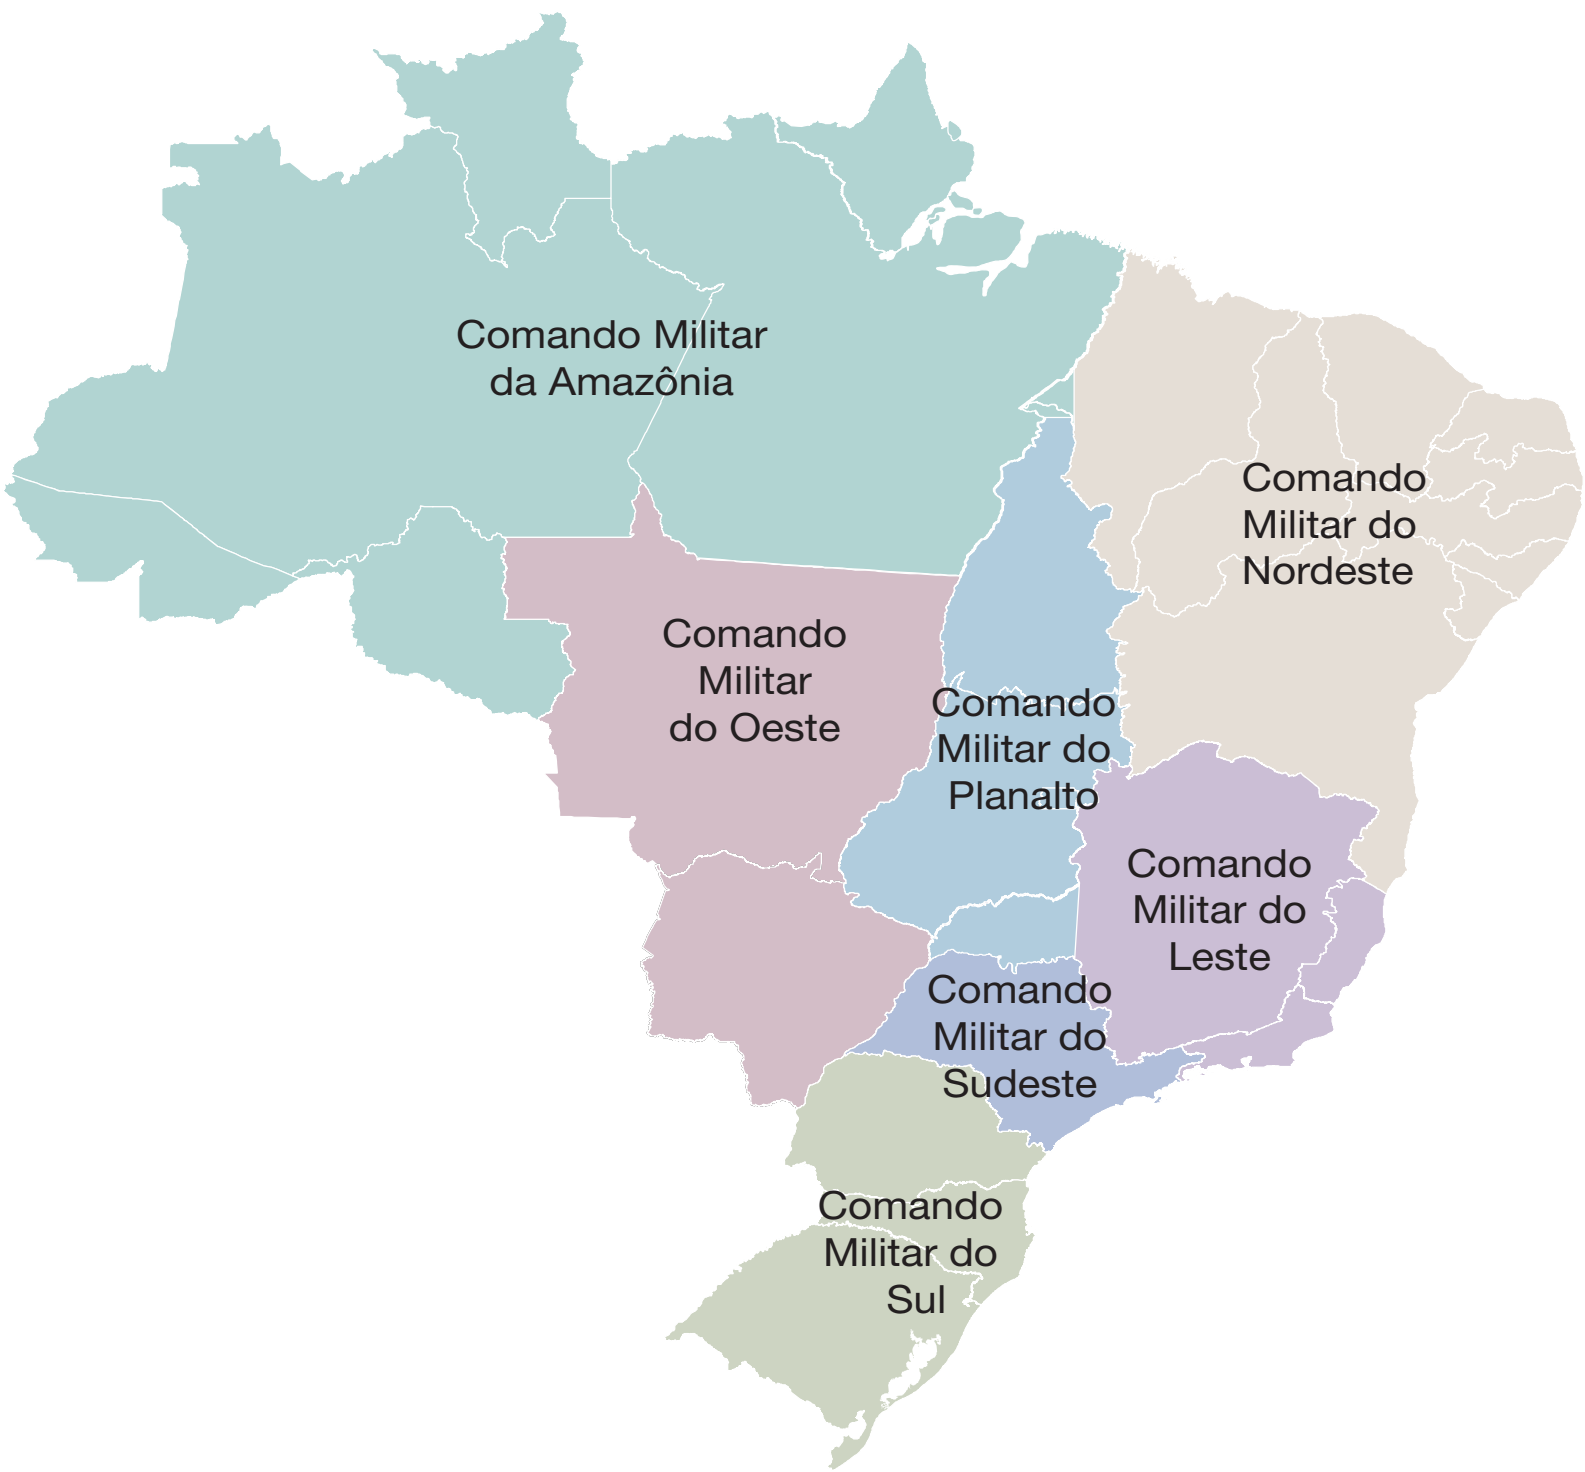 Comando Militar
da Amazônia
Comando
Militar do
Nordeste
Comando
Militar
do Oeste
Comando
Militar do
Planalto
Comando
Militar do
Leste
Comando
Militar do
Sudeste
Comando
Militar do
Sul